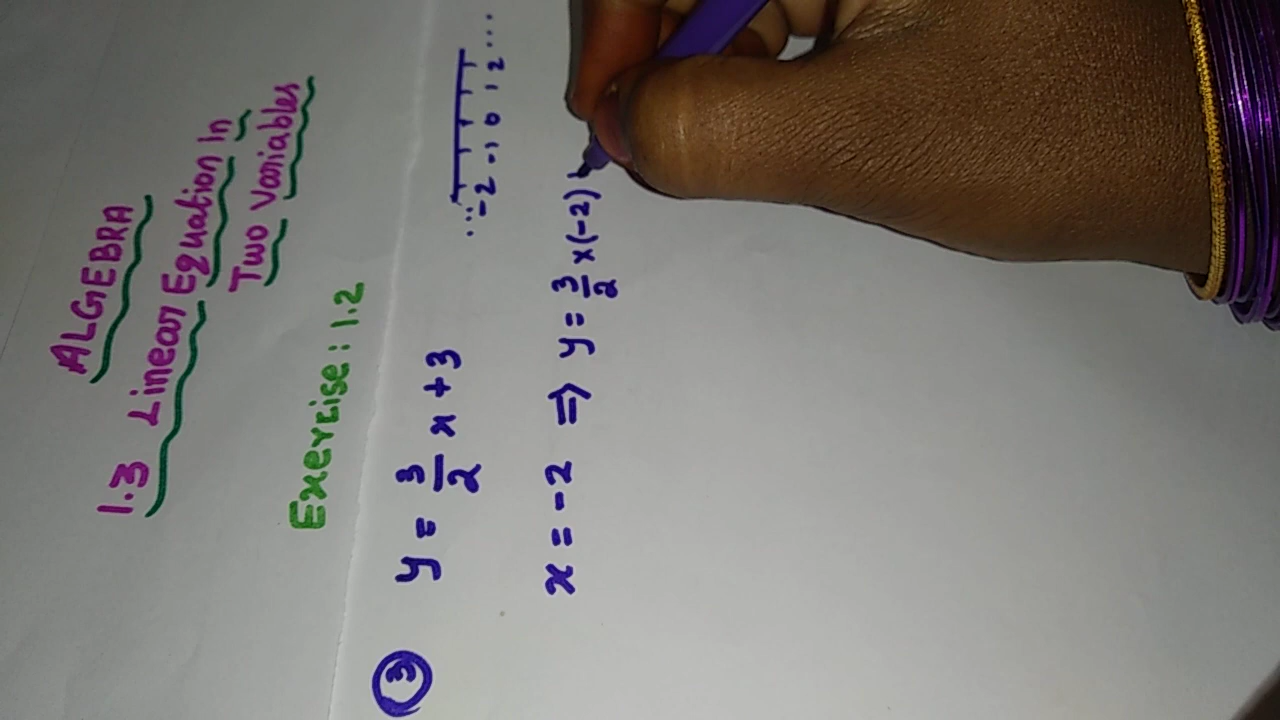 ALGEBRA
1.3 Linear Equation In
Two Variables
Exercise: 1.2
③ y = 3/2 x + 3
... -2 -1 0 1 2 ...
x = -2 ⇒ y = 3/2 x (-2)